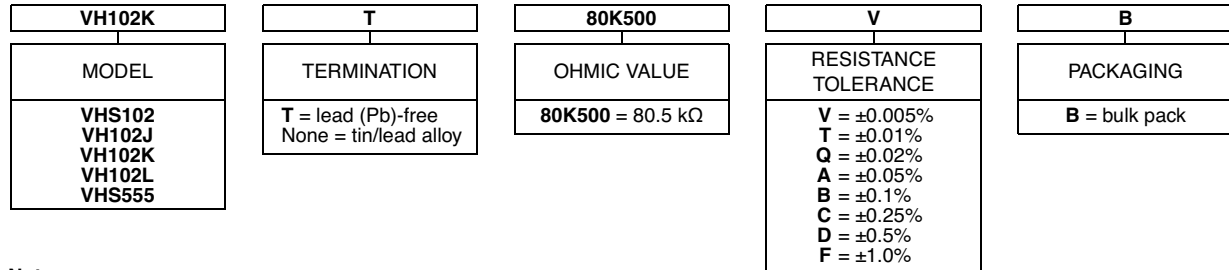 VH102K
T
80K500
V
B
MODEL
TERMINATION
OHMIC VALUE
RESISTANCE
TOLERANCE
PACKAGING
VHS102
VH102J
VH102K
VH102L
VHS555
T = lead (Pb)-free
None = tin/lead alloy
80K500 = 80.5 kΩ
V = ±0.005%
T = ±0.01%
Q = ±0.02%
A = ±0.05%
B = ±0.1%
C = ±0.25%
D = ±0.5%
F = ±1.0%
B = bulk pack